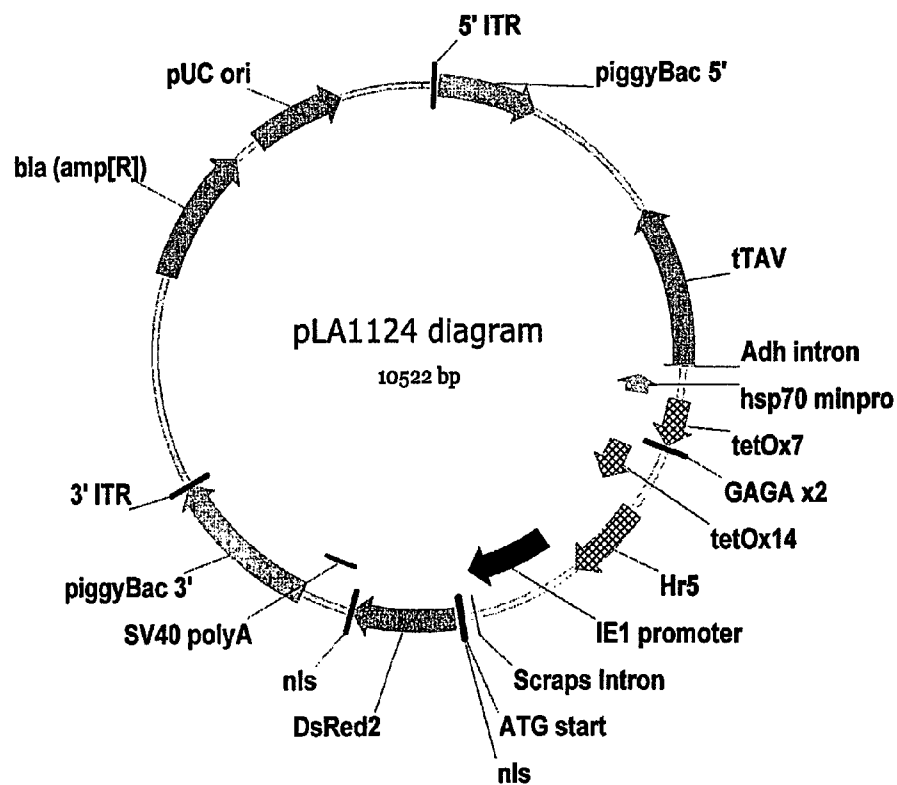 5' ITR
pUC ori
piggyBac 5'
bla (amp[R])
tTAV
pLA1124 diagram
10522 bp
Adh intron
hsp70 minpro
tetOx7
GAGA x2
3' ITR
tetOx14
Hr5
piggyBac 3'
SV40 polyA
IE1 promoter
nls
Scraps Intron
DsRed2
ATG start
nls